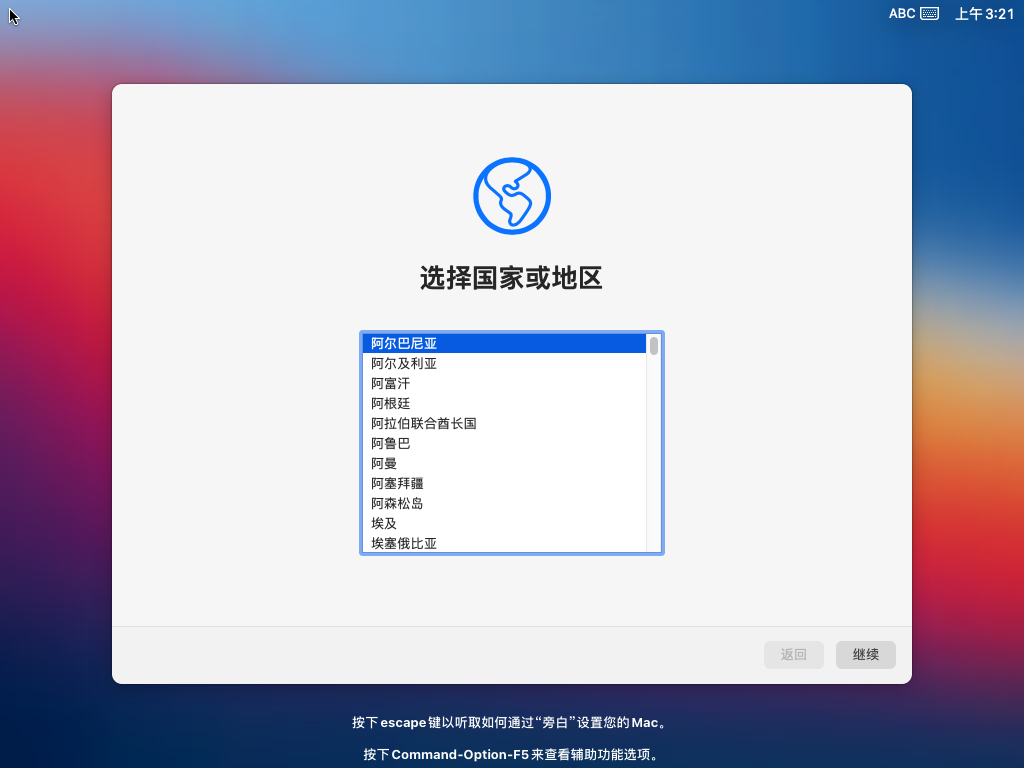 ABC 上午3:21
选择国家或地区
阿尔巴尼亚
阿尔及利亚
阿富汗
阿根廷
阿拉伯联合酋长国
阿鲁巴
阿曼
阿塞拜疆
阿森松岛
埃及
埃塞俄比亚
返回 继续
按下 escape 键以听取如何通过“旁白”设置您的 Mac。
按下 Command-Option-F5 来查看辅助功能选项。